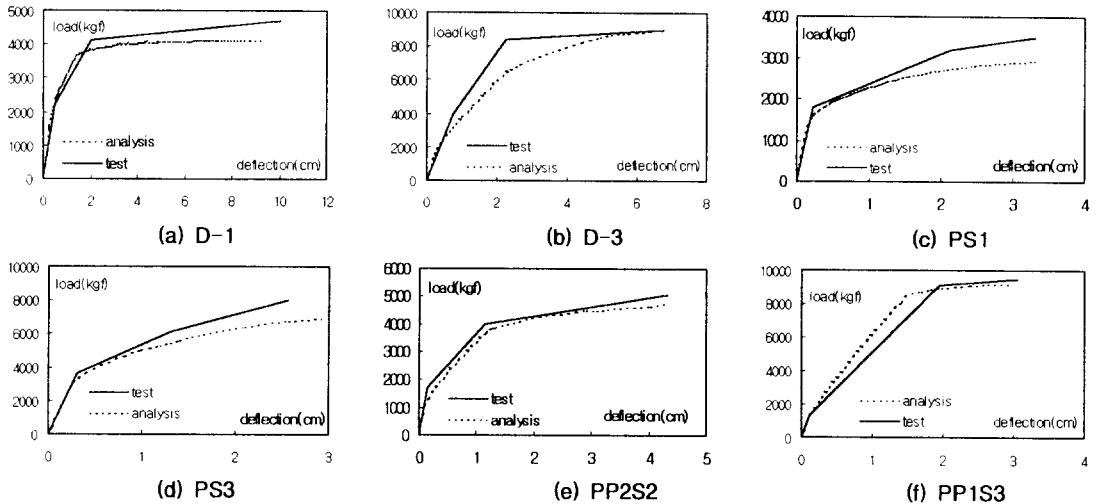 5000
4000
3000
2000
1000
0
load(kgf)
analysis
test
deflection(cm)
0 2 4 6 8 10 12
(a) D-1
10000
8000
6000
4000
2000
0
load(kgf)
test
analysis
deflection(cm)
0 2 4 6 8
(b) D-3
4000
3000
2000
1000
0
load(kgf)
analysis
test
deflection(cm)
0 1 2 3 4
(c) PS1
10000
8000
6000
4000
2000
0
load(kgf)
test
analysis
deflection(cm)
0 1 2 3
(d) PS3
6000
5000
4000
3000
2000
1000
0
load(kgf)
test
analysis
deflection(cm)
0 1 2 3 4 5
(e) PP2S2
10000
8000
6000
4000
2000
0
load(kgf)
analysis
test
deflection(cm)
0 1 2 3 4
(f) PP1S3